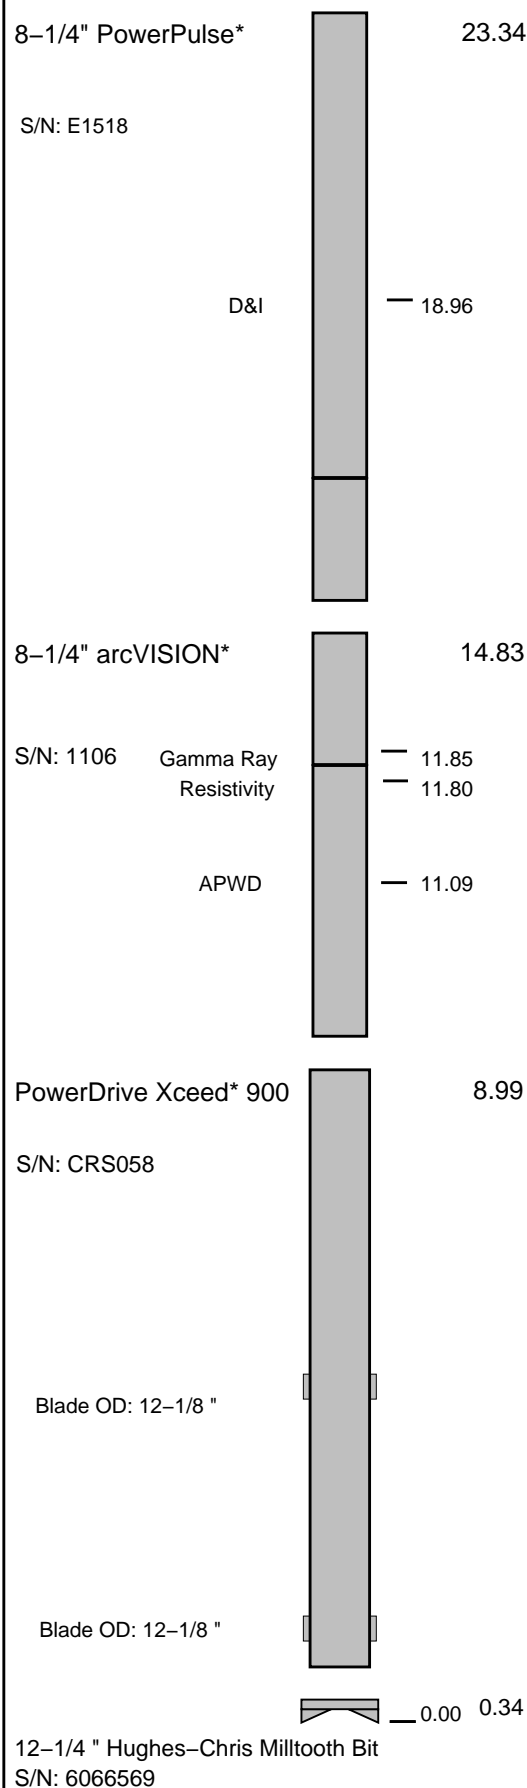 8–1/4" PowerPulse* 23.34
S/N: E1518
D&I 18.96
8–1/4" arcVISION* 14.83
S/N: 1106 Gamma Ray 11.85
Resistivity 11.80
APWD 11.09
PowerDrive Xceed* 900 8.99
S/N: CRS058
Blade OD: 12–1/8 "
Blade OD: 12–1/8 "
0.00 0.34
12–1/4 " Hughes–Chris Milltooth Bit
S/N: 6066569